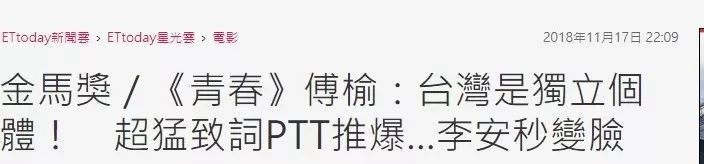 ETtoday新聞雲 › ETtoday星光雲 › 電影 2018年11月17日 22:09
金馬獎／《青春》傅榆：台灣是獨立個
體！ 超猛致詞PTT推爆…李安秒變臉